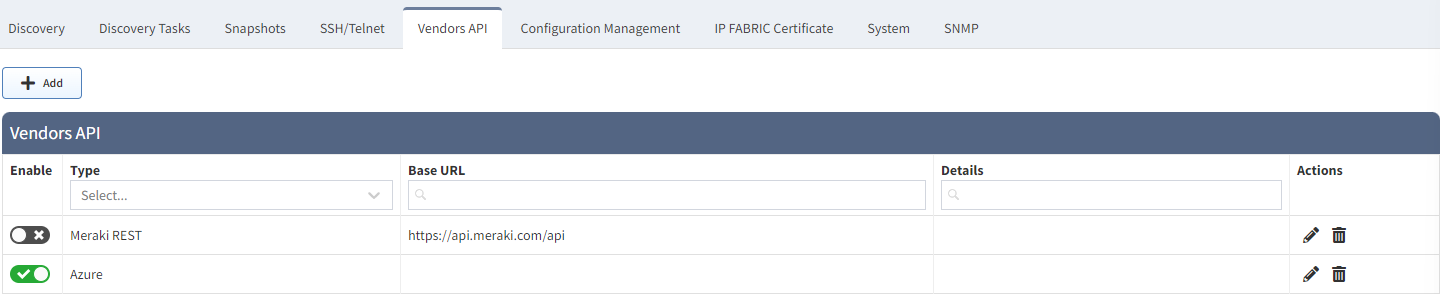 Discovery Discovery Tasks Snapshots SSH/Telnet Vendors API Configuration Management IP FABRIC Certificate System SNMP
Add
Vendors API
Enable Type Base URL Details Actions
Select...
Meraki REST https://api.meraki.com/api
Azure